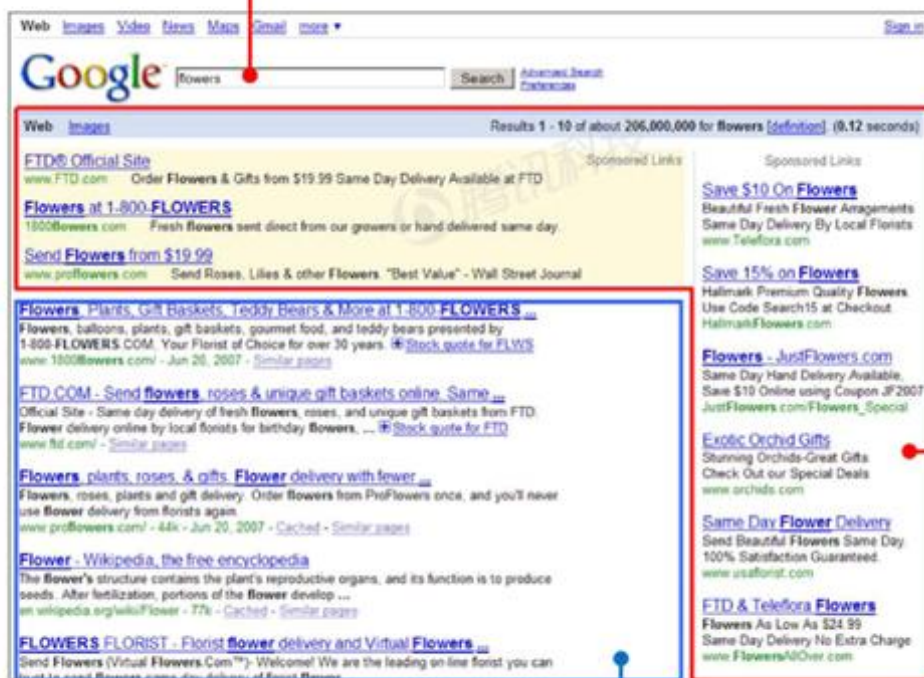 Web Images Video News Maps Gmail more ▼
Sign in
Google
flowers
Search
Advanced Search
Preferences
Web Images
Results 1 - 10 of about 206,000,000 for flowers [definition]. (0.12 seconds)
FTD® Official Site
Sponsored Links
www.FTD.com Order Flowers & Gifts from $19.99 Same Day Delivery Available at FTD
Flowers at 1-800-FLOWERS
1800flowers.com Fresh flowers sent direct from our growers or hand delivered same day.
Send Flowers from $19.99
www.proflowers.com Send Roses, Lilies & other Flowers. "Best Value" - Wall Street Journal
腾讯科技
Flowers, Plants, Gift Baskets, Teddy Bears & More at 1-800-FLOWERS ...
Flowers, balloons, plants, gift baskets, gourmet food, and teddy bears presented by
1-800-FLOWERS.COM, Your Florist of Choice for over 30 years. Stock quote for FLWS
www.1800flowers.com/ - Jun 20, 2007 - Similar pages
FTD.COM - Send flowers, roses & unique gift baskets online. Same ...
Official Site - Same day delivery of fresh flowers, roses, and unique gift baskets from FTD.
Flower delivery online by local florists for birthday flowers, ... Stock quote for FTD
www.ftd.com/ - Similar pages
Flowers, plants, roses, & gifts. Flower delivery with fewer ...
Flowers, roses, plants and gift delivery. Order flowers from ProFlowers once, and you'll never
use flower delivery from florists again.
www.proflowers.com/ - 44k - Jun 20, 2007 - Cached - Similar pages
Flower - Wikipedia, the free encyclopedia
The flower's structure contains the plant's reproductive organs, and its function is to produce
seeds. After fertilization, portions of the flower develop ...
en.wikipedia.org/wiki/Flower - 77k - Cached - Similar pages
FLOWERS FLORIST - Florist flower delivery and Virtual Flowers ...
Send Flowers (Virtual Flowers.Com™)- Welcome! We are the leading on-line florist you can
trust to send flowers same day delivery of finest flowers
Sponsored Links
Save $10 On Flowers
Beautiful Fresh Flower Arragements
Same Day Delivery By Local Florists
www.Teleflora.com
Save 15% on Flowers
Hallmark Premium Quality Flowers
Use Code Search15 at Checkout
HallmarkFlowers.com
Flowers - JustFlowers.com
Same Day Hand Delivery Available,
Save $10 Online using Coupon JF2007
JustFlowers.com/Flowers_Special
Exotic Orchid Gifts
Stunning Orchids-Great Gifts
Check Out our Special Deals
www.orchids.com
Same Day Flower Delivery
Send Beautiful Flowers Same Day.
100% Satisfaction Guaranteed.
www.usaflorist.com
FTD & Teleflora Flowers
Flowers As Low As $24.99
Same Day Delivery No Extra Charge
www.FlowersAllOver.com